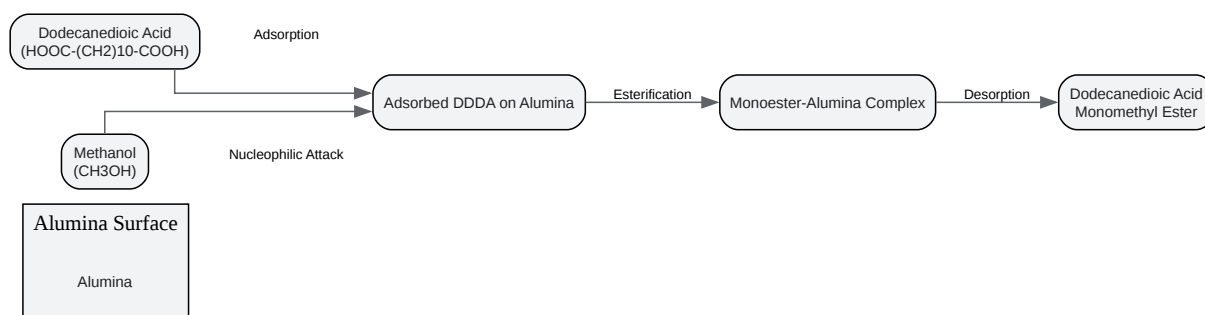 Dodecanedioic Acid
(HOOC-(CH2)10-COOH)
Adsorption
Adsorbed DDDA on Alumina
Esterification
Monoester-Alumina Complex
Desorption
Dodecanedioic Acid
Monomethyl Ester
Methanol
(CH3OH)
Nucleophilic Attack
Alumina Surface
Alumina